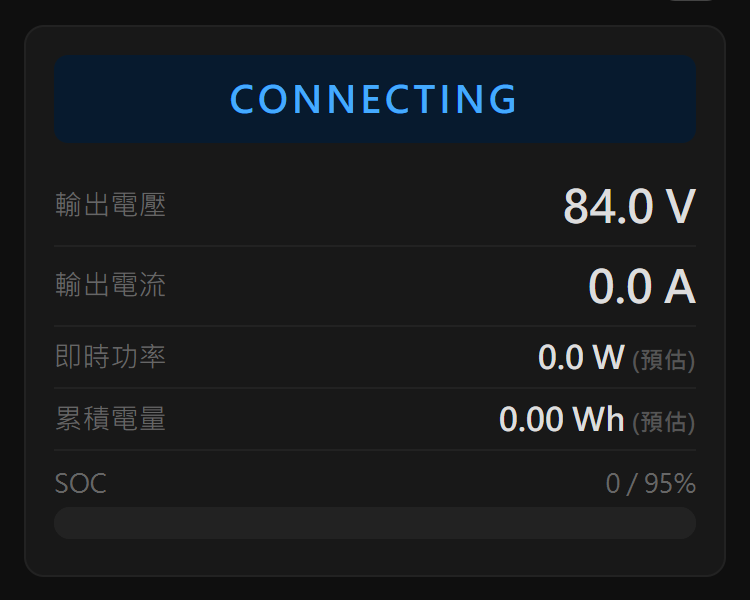 CONNECTING
輸出電壓 84.0 V
輸出電流 0.0 A
即時功率 0.0 W (預估)
累積電量 0.00 Wh (預估)
SOC 0 / 95%